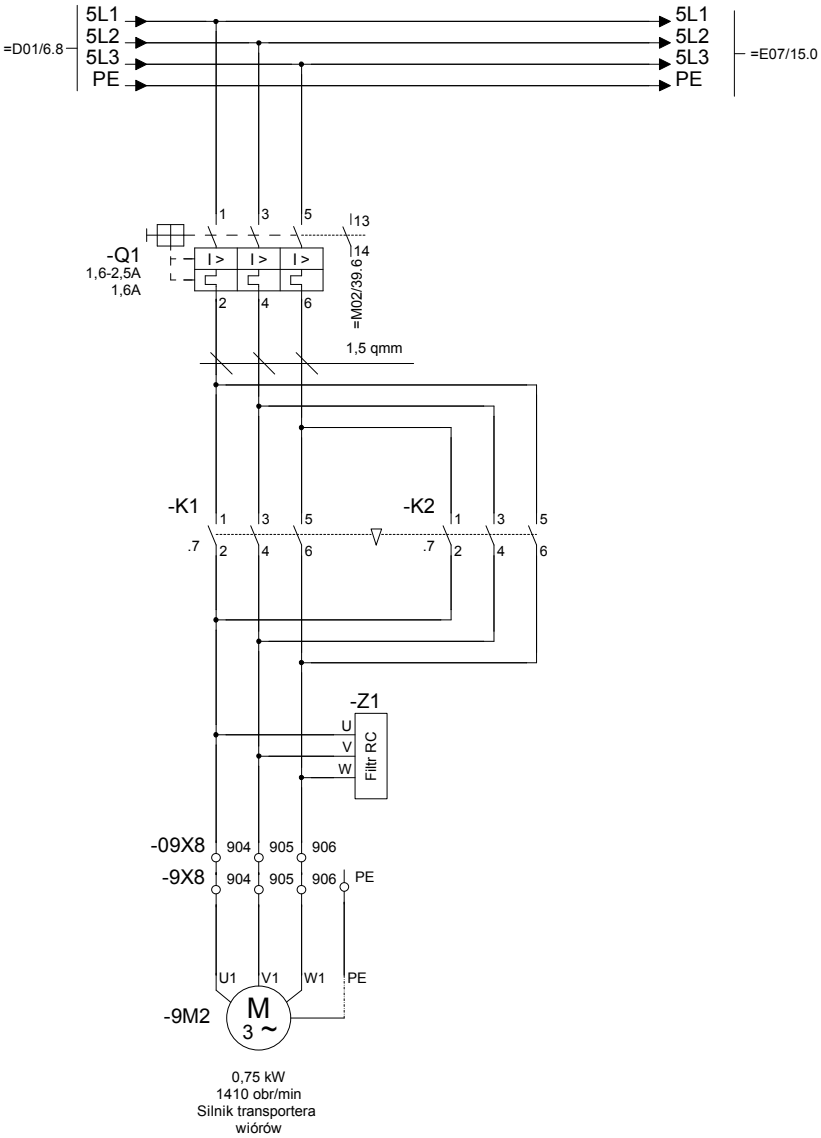 5L1 5L1
5L2 5L2
=D01/6.8 5L3 5L3 =E07/15.0
PE PE
1 3 5 13
-Q1 I > I > I > 14
1,6-2,5A
1,6A
=M02/39.6
2 4 6
1,5 qmm
-K1 1 3 5 -K2 1 3 5
.7 2 4 6 .7 2 4 6
-Z1
U
V
W
Filtr RC
-09X8 904 905 906
-9X8 904 905 906 PE
U1 V1 W1 PE
-9M2 M
3 ~
0,75 kW
1410 obr/min
Silnik transportera
wiórów